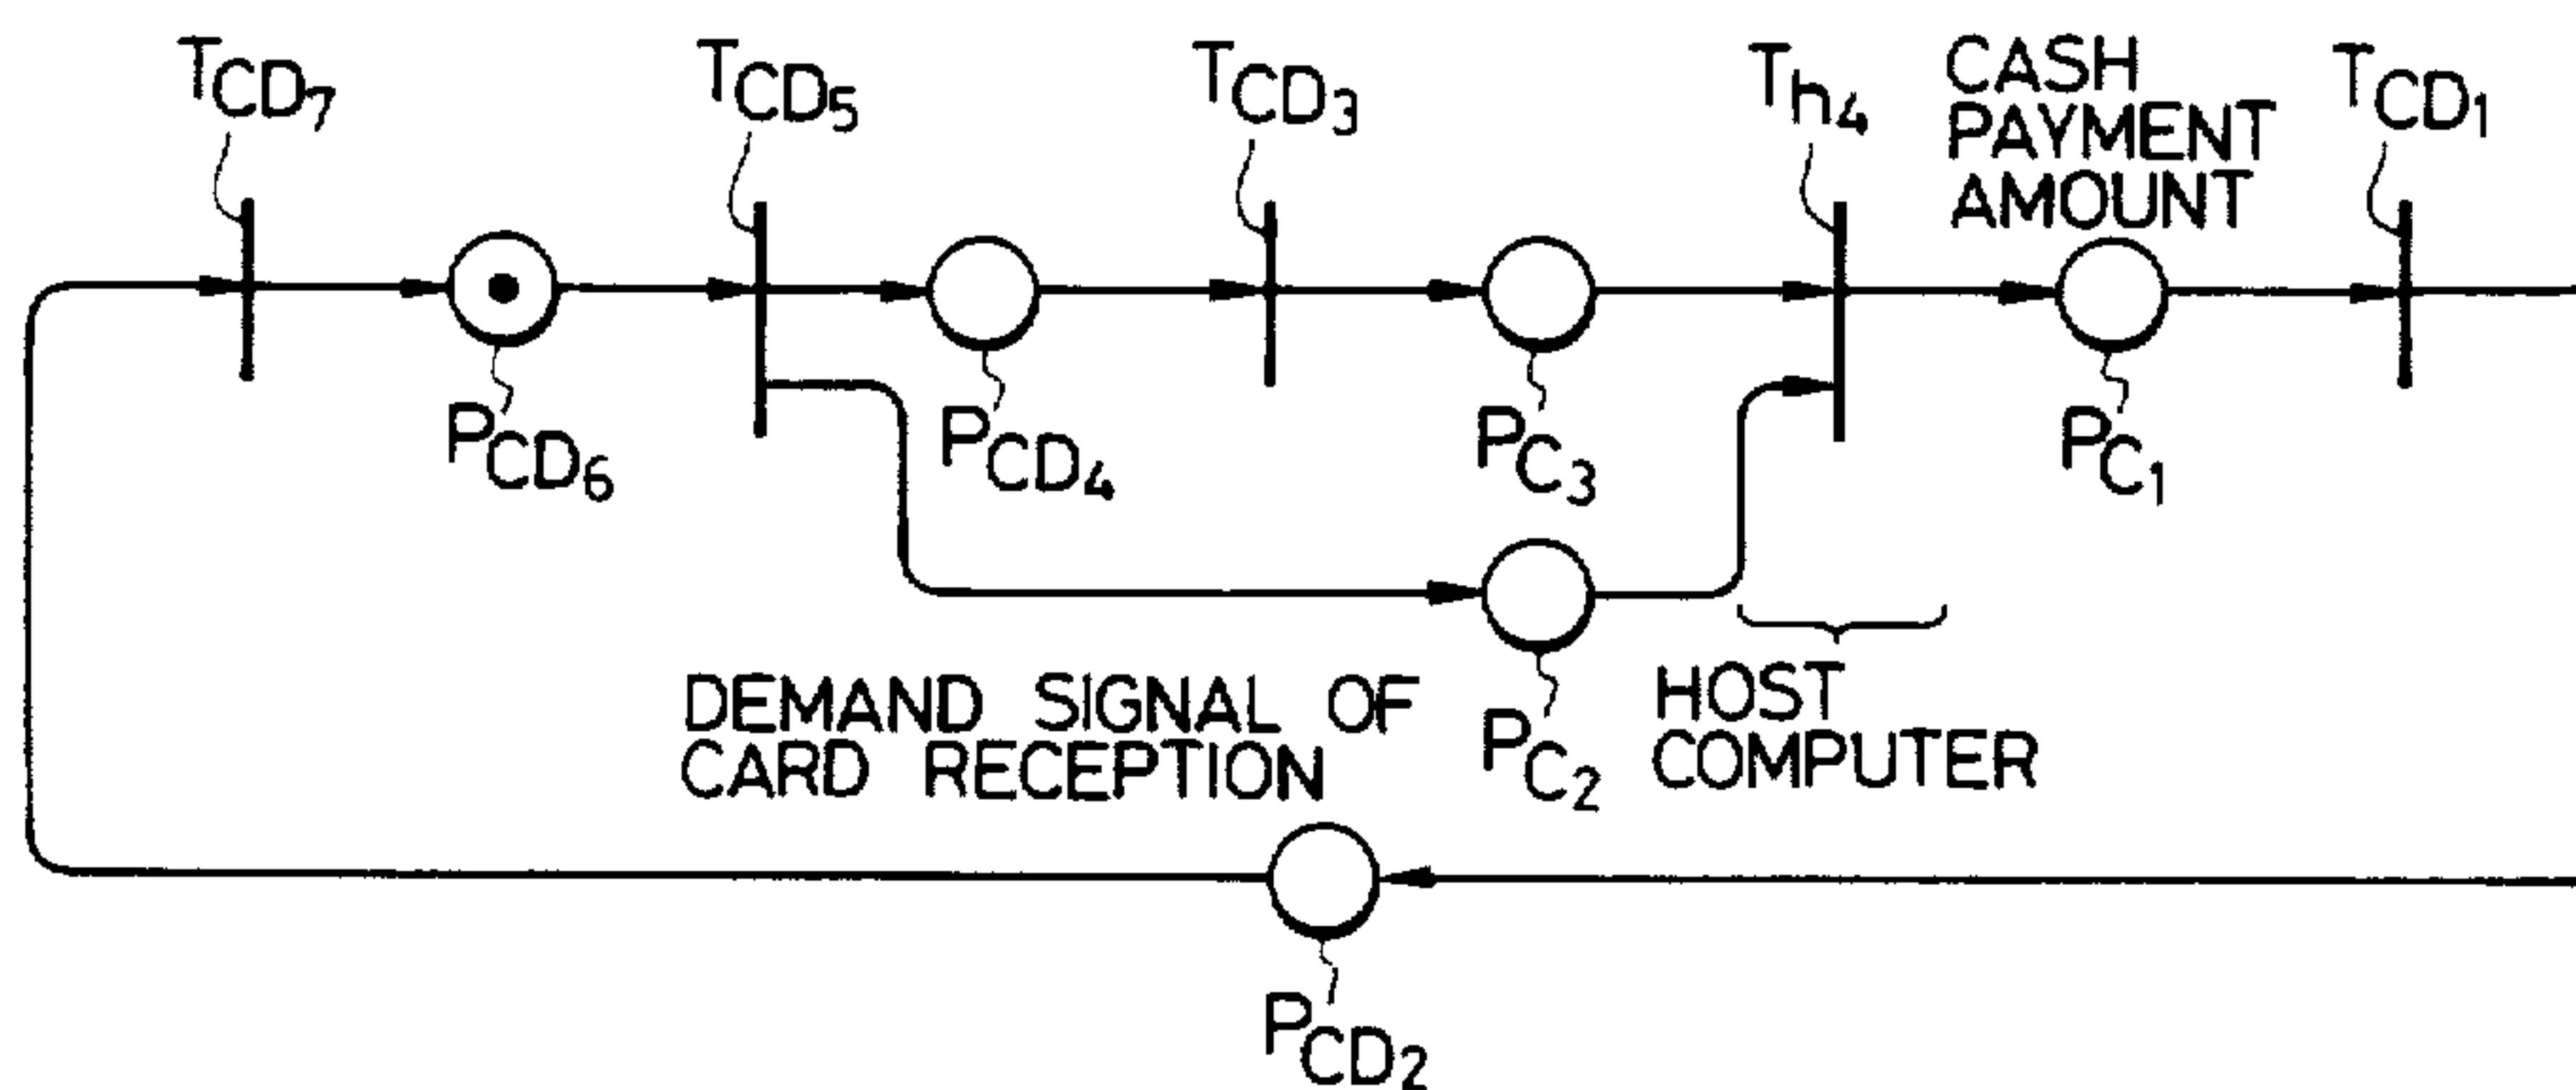 TCD7
TCD5
TCD3
Th4
CASH
PAYMENT
AMOUNT
TCD1
PCD6
PCD4
PC3
PC1
DEMAND SIGNAL OF
CARD RECEPTION
PC2
HOST
COMPUTER
PCD2